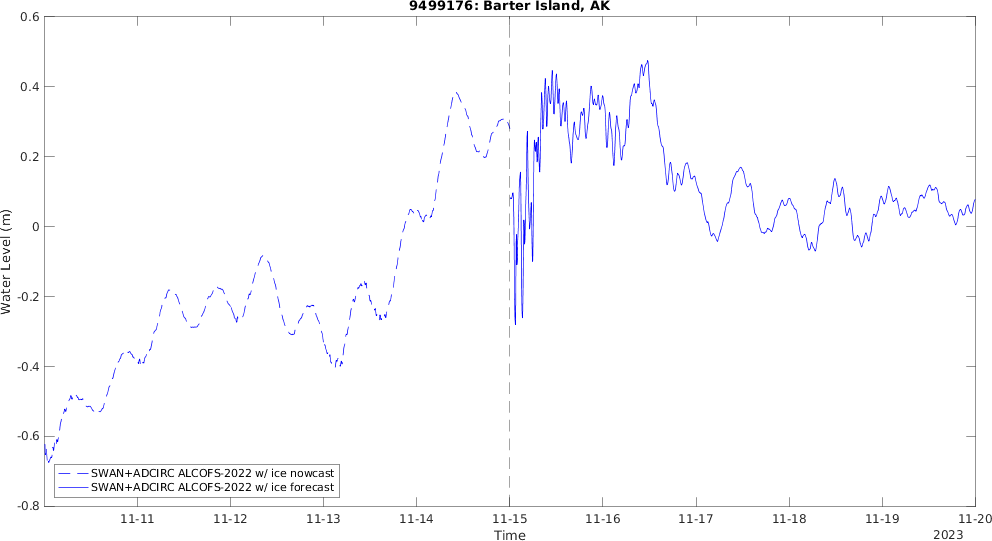 9499176: Barter Island, AK
0.6
0.4
0.2
0
-0.2
-0.4
-0.6
-0.8
Water Level (m)
SWAN+ADCIRC ALCOFS-2022 w/ ice nowcast
SWAN+ADCIRC ALCOFS-2022 w/ ice forecast
11-11 11-12 11-13 11-14 11-15 11-16 11-17 11-18 11-19 11-20
Time
2023